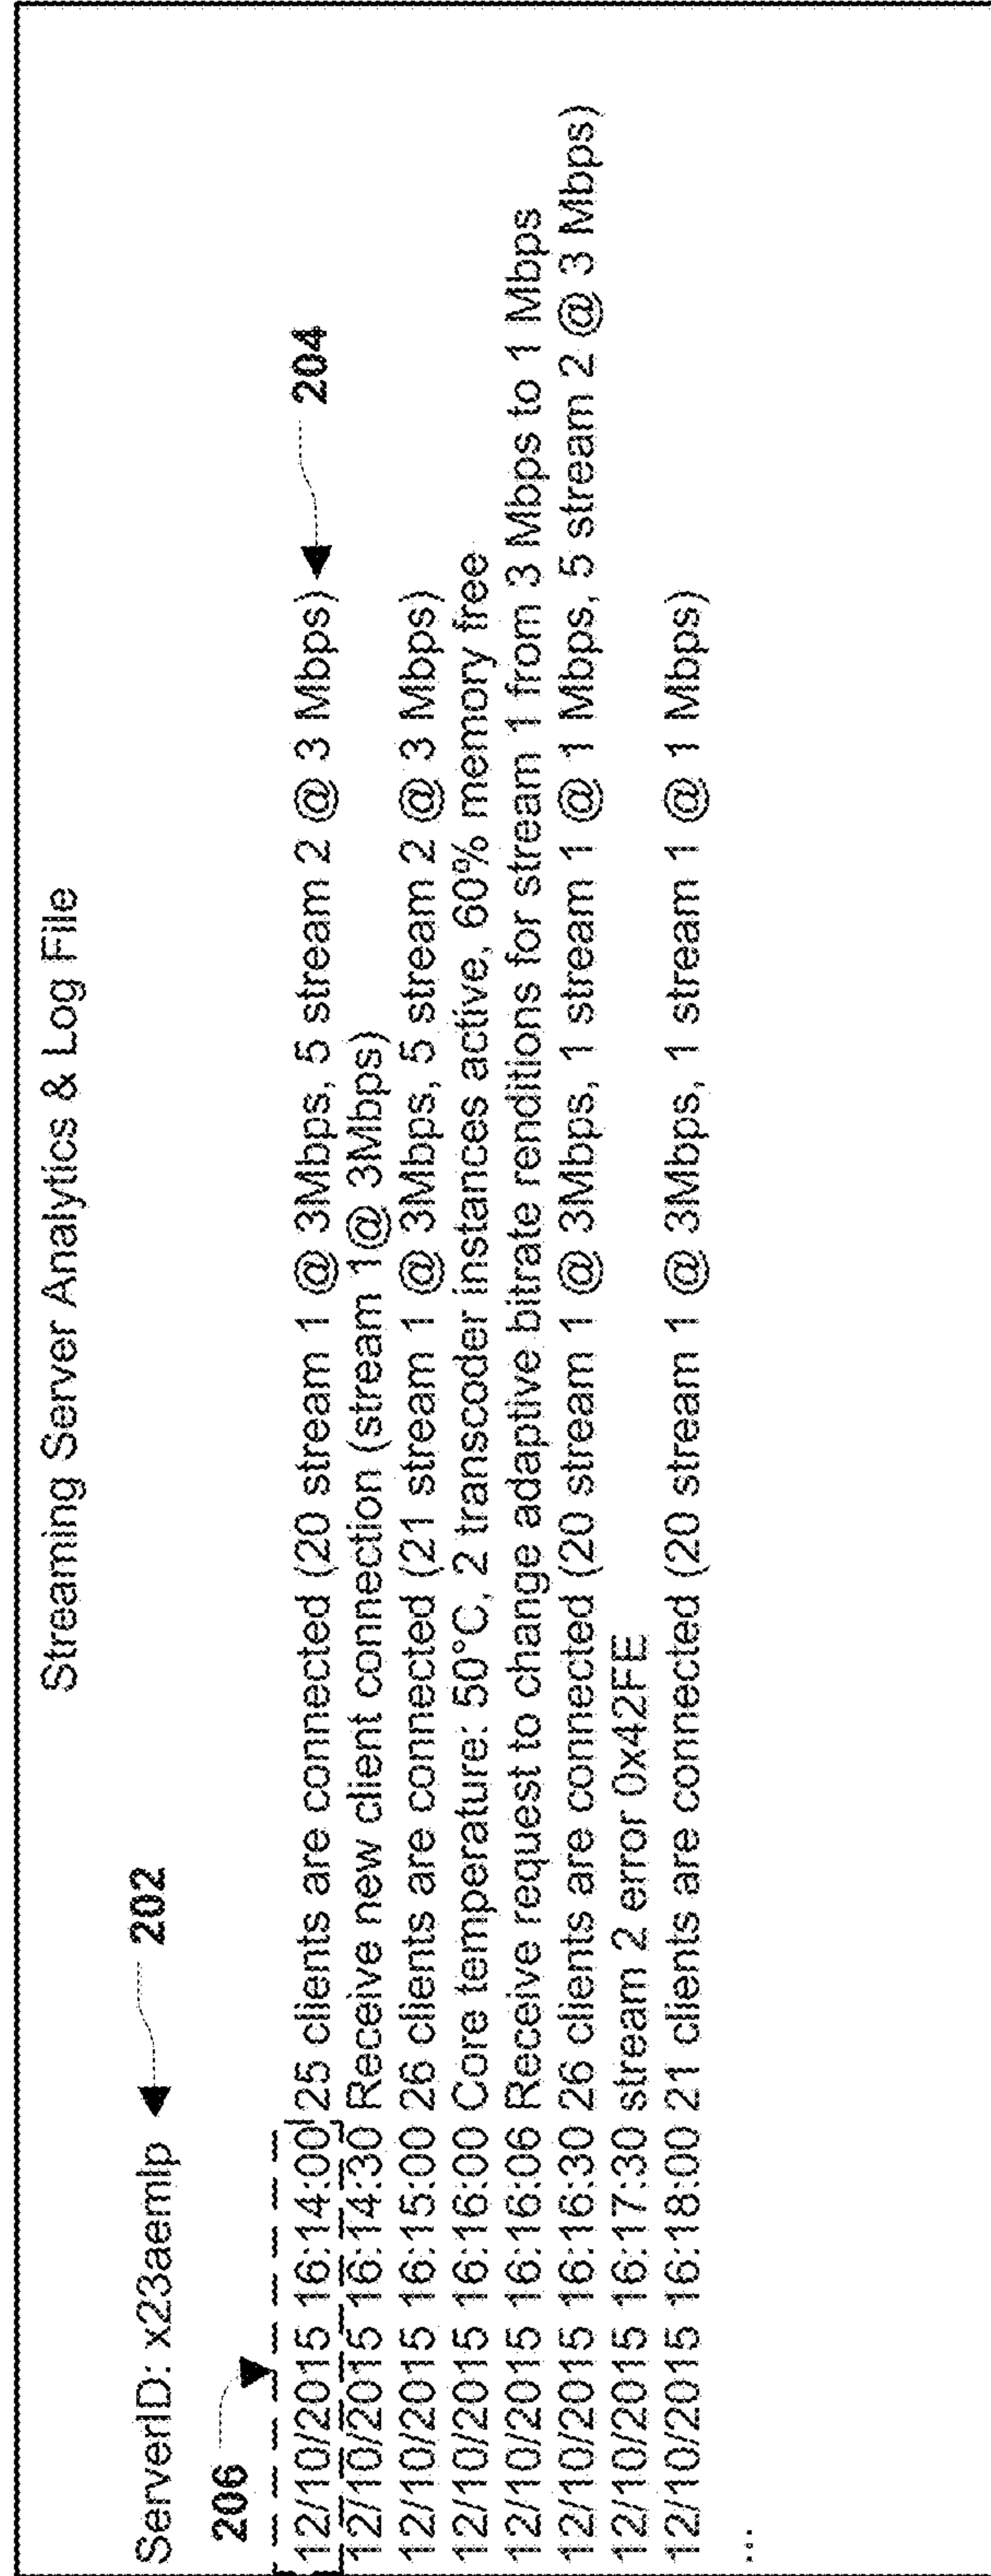 Streaming Server Analytics & Log File
ServerID: x23aemlp 202
206
12/10/2015 16:14:00 25 clients are connected (20 stream 1 @ 3Mbps, 5 stream 2 @ 3 Mbps) 204
12/10/2015 16:14:30 Receive new client connection (stream 1@ 3Mbps)
12/10/2015 16:15:00 26 clients are connected (21 stream 1 @ 3Mbps, 5 stream 2 @ 3 Mbps)
12/10/2015 16:16:00 Core temperature: 50°C, 2 transcoder instances active, 60% memory free
12/10/2015 16:16:06 Receive request to change adaptive bitrate renditions for stream 1 from 3 Mbps to 1 Mbps
12/10/2015 16:16:30 26 clients are connected (20 stream 1 @ 3Mbps, 1 stream 1 @ 1 Mbps, 5 stream 2 @ 3 Mbps)
12/10/2015 16:17:30 stream 2 error 0x42FE
12/10/2015 16:18:00 21 clients are connected (20 stream 1 @ 3Mbps, 1 stream 1 @ 1 Mbps)
...